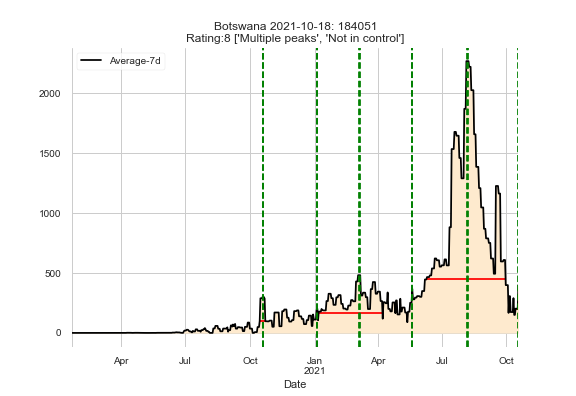 Botswana 2021-10-18: 184051
Rating:8 ['Multiple peaks', 'Not in control']
Average-7d
2000
1500
1000
500
0
Apr Jul Oct Jan Apr Jul Oct
2021
Date